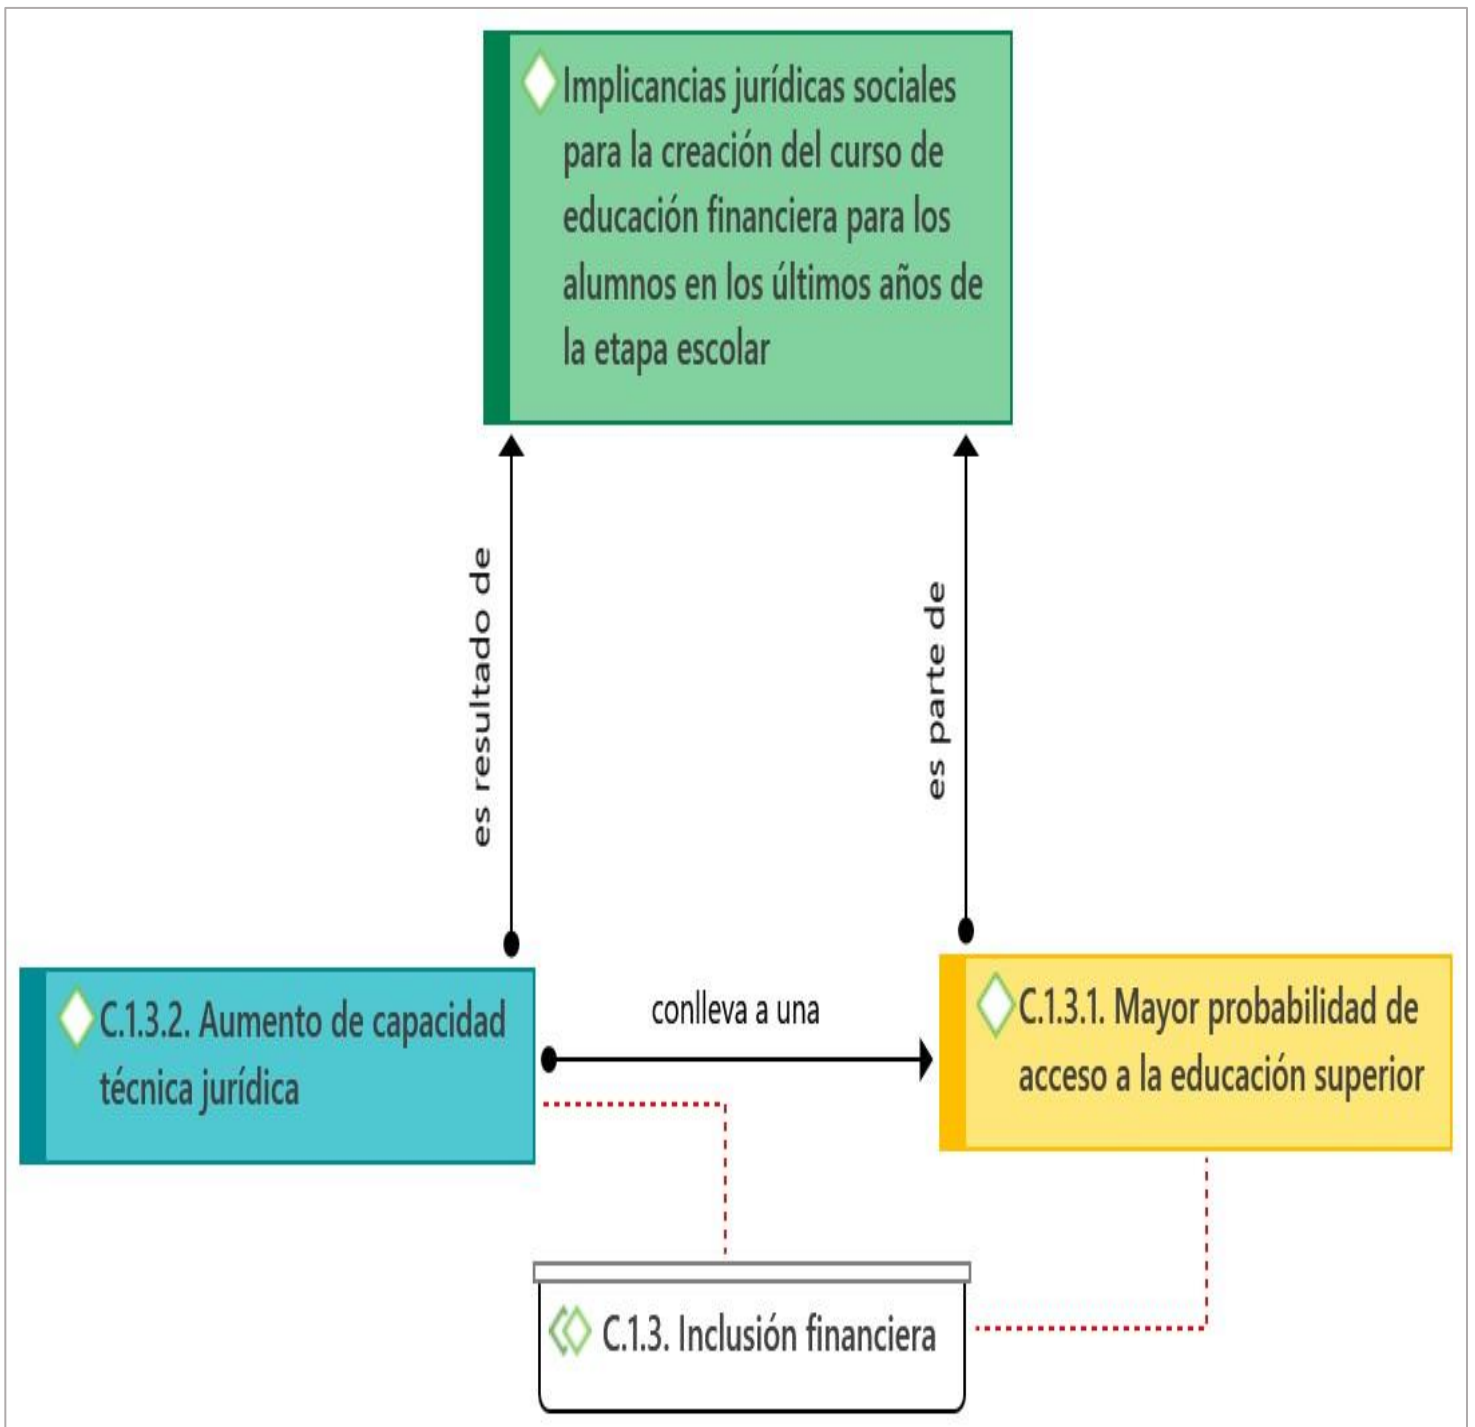 Implicancias jurídicas sociales
para la creación del curso de
educación financiera para los
alumnos en los últimos años de
la etapa escolar
es resultado de
es parte de
C.1.3.2. Aumento de capacidad
técnica jurídica
conlleva a una
C.1.3.1. Mayor probabilidad de
acceso a la educación superior
C.1.3. Inclusión financiera